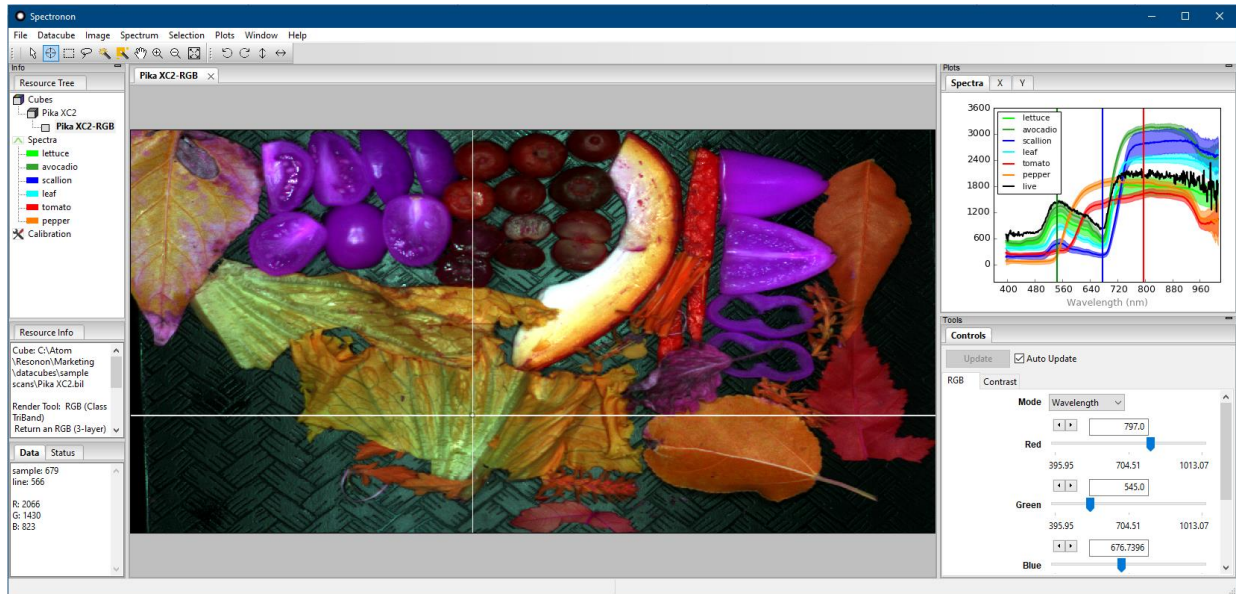 Spectronon
File Datacube Image Spectrum Selection Plots Window Help
Info
Resource Tree
Cubes
Pika XC2
Pika XC2-RGB
Spectra
lettuce
avocadio
scallion
leaf
tomato
pepper
Calibration
Resource Info
Cube: C:\Atom
\Resonon\Marketing
\datacubes\sample
scans\Pika XC2.bil
Render Tool: RGB (Class
TriBand)
Return an RGB (3-layer)
Data Status
sample: 679
line: 566
R: 2066
G: 1430
B: 823
Pika XC2-RGB
Plots
Spectra X Y
3600
3000
2400
1800
1200
600
0
lettuce
avocadio
scallion
leaf
tomato
pepper
live
400 480 560 640 720 800 880 960
Wavelength (nm)
Tools
Controls
Update Auto Update
RGB Contrast
Mode Wavelength
797.0
Red
395.95 704.51 1013.07
545.0
Green
395.95 704.51 1013.07
676.7396
Blue